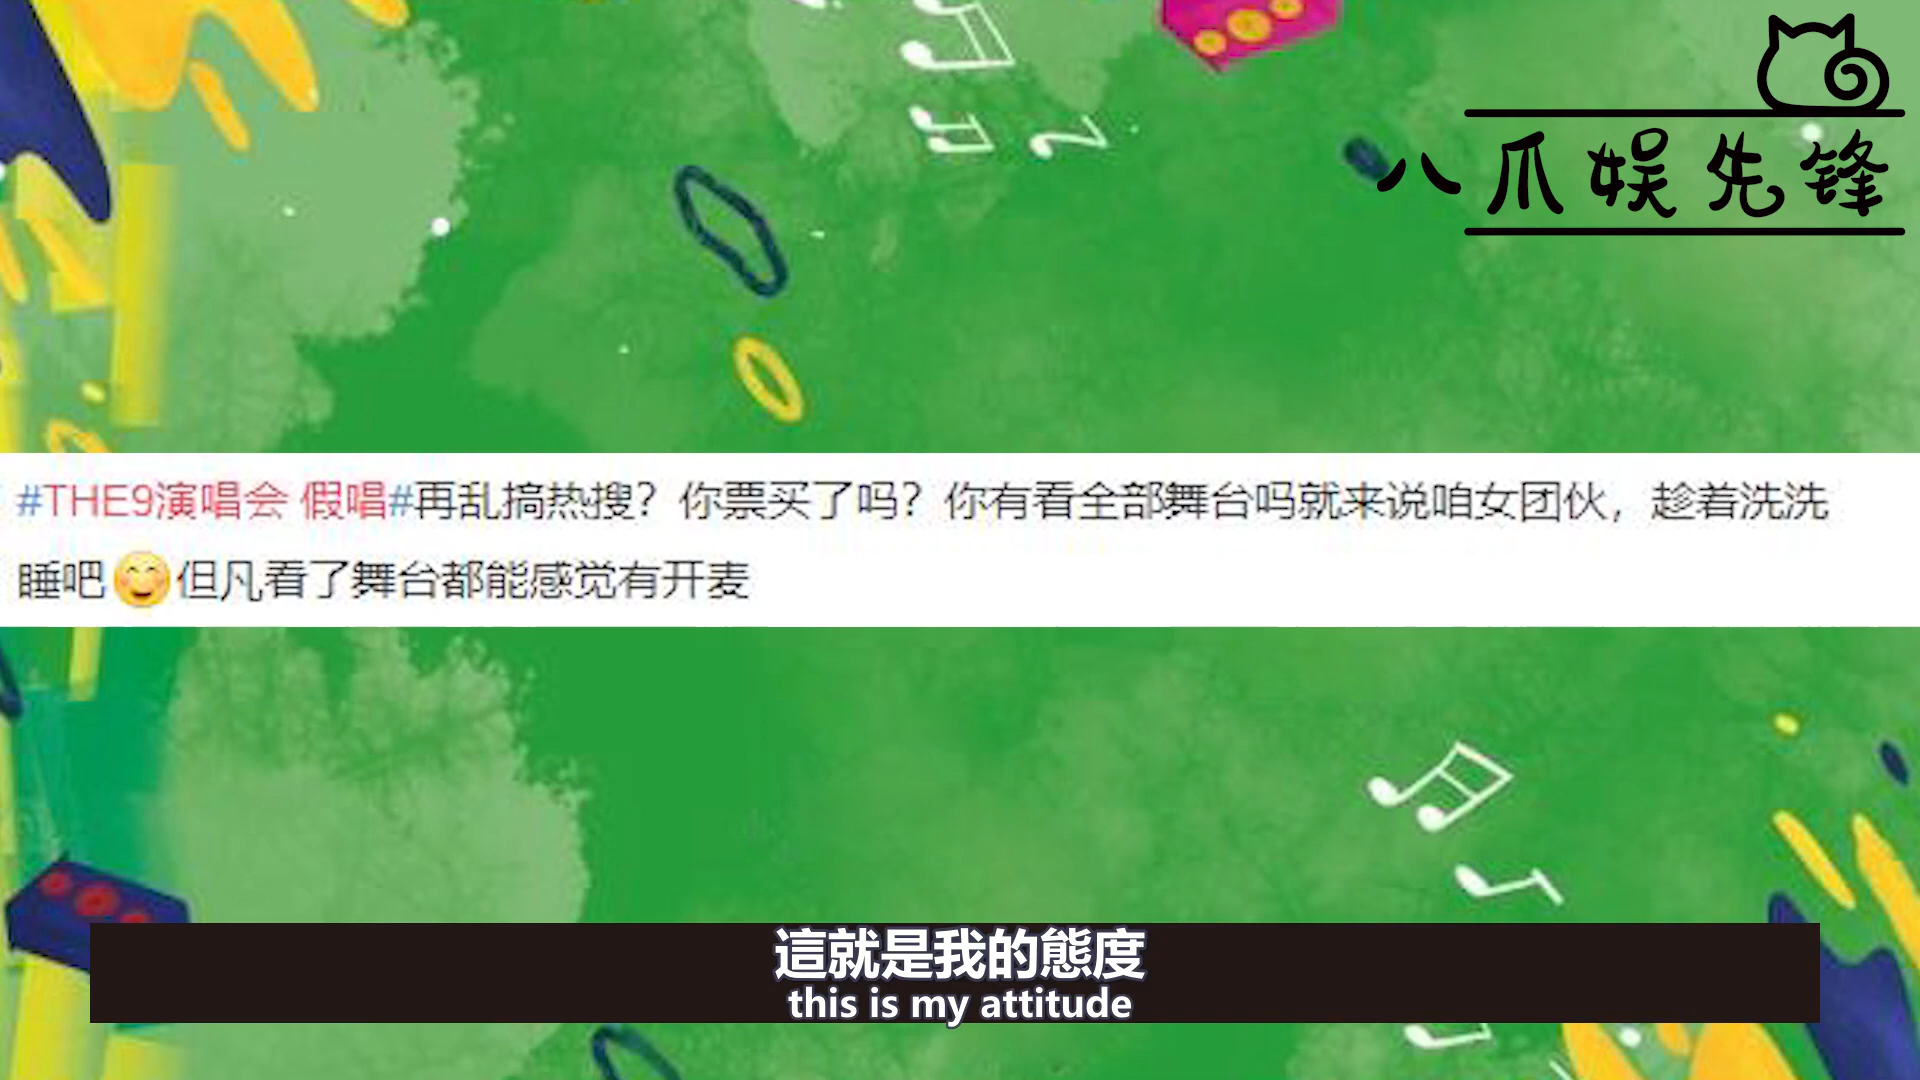 八爪娱先锋
#THE9演唱会 假唱#再乱搞热搜？你票买了吗？你有看全部舞台吗就来说咱女团伙，趁着洗洗
睡吧😊但凡看了舞台都能感觉有开麦
這就是我的態度
this is my attitude